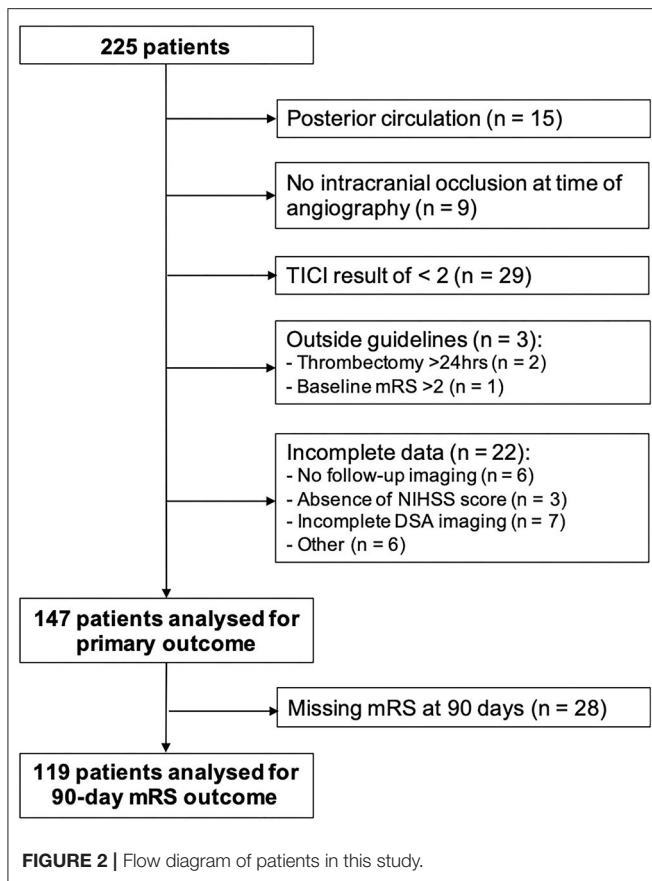 225 patients
Posterior circulation (n = 15)
No intracranial occlusion at time of
angiography (n = 9)
TICI result of < 2 (n = 29)
Outside guidelines (n = 3):
- Thrombectomy >24hrs (n = 2)
- Baseline mRS >2 (n = 1)
Incomplete data (n = 22):
- No follow-up imaging (n = 6)
- Absence of NIHSS score (n = 3)
- Incomplete DSA imaging (n = 7)
- Other (n = 6)
147 patients analysed for
primary outcome
Missing mRS at 90 days (n = 28)
119 patients analysed for
90-day mRS outcome
FIGURE 2 | Flow diagram of patients in this study.